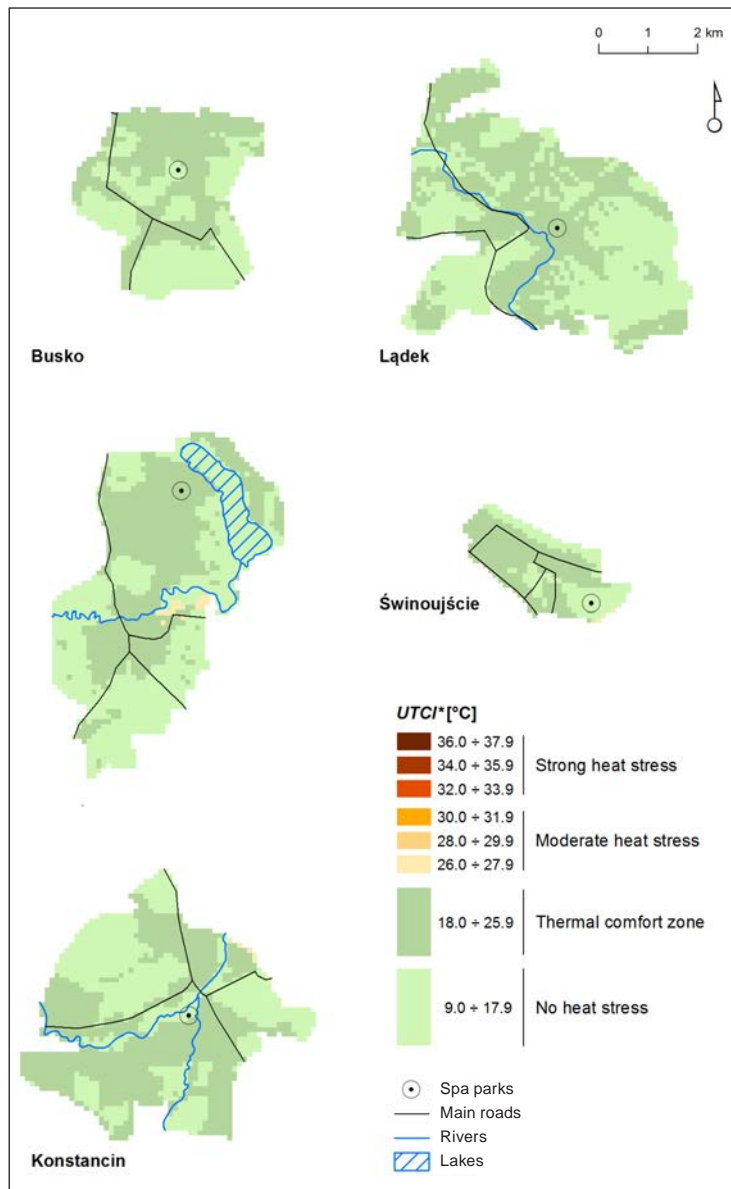 0 1 2 km
Busko
Lądek
Świnoujście
UTCI* [°C]
36.0 ÷ 37.9
34.0 ÷ 35.9
32.0 ÷ 33.9
Strong heat stress
30.0 ÷ 31.9
28.0 ÷ 29.9
26.0 ÷ 27.9
Moderate heat stress
18.0 ÷ 25.9
Thermal comfort zone
9.0 ÷ 17.9
No heat stress
Spa parks
Main roads
Rivers
Lakes
Konstancin